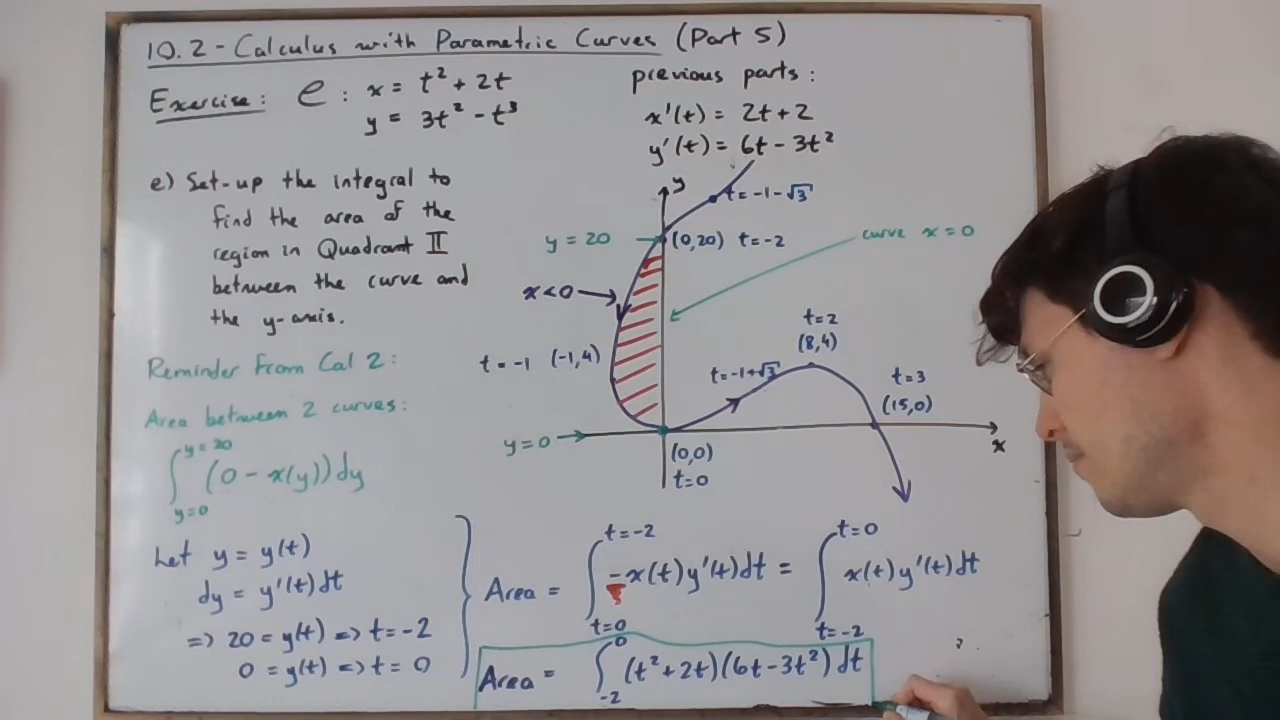 10.2 - Calculus with Parametric Curves (Part 5)
Exercise: C : x = t² + 2t
y = 3t² - t³
previous parts:
x'(t) = 2t + 2
y'(t) = 6t - 3t²
e) Set-up the integral to
find the area of the
region in Quadrant II
between the curve and
the y-axis.
Reminder from Cal 2:
Area between 2 curves:
∫_{y=0}^{y=20} (0 - x(y)) dy
Let y = y(t)
dy = y'(t) dt
=> 20 = y(t) => t = -2
0 = y(t) => t = 0
y
t = -1 - √3
y = 20
(0,20) t = -2
curve x = 0
x < 0
t = -1 (-1,4)
t = 2
(8,4)
t = -1 + √3
t = 3
(15,0)
y = 0
x
(0,0)
t = 0
Area = ∫_{t=0}^{t=-2} -x(t) y'(t) dt = ∫_{t=-2}^{t=0} x(t) y'(t) dt
Area = ∫_{-2}^{0} (t² + 2t)(6t - 3t²) dt